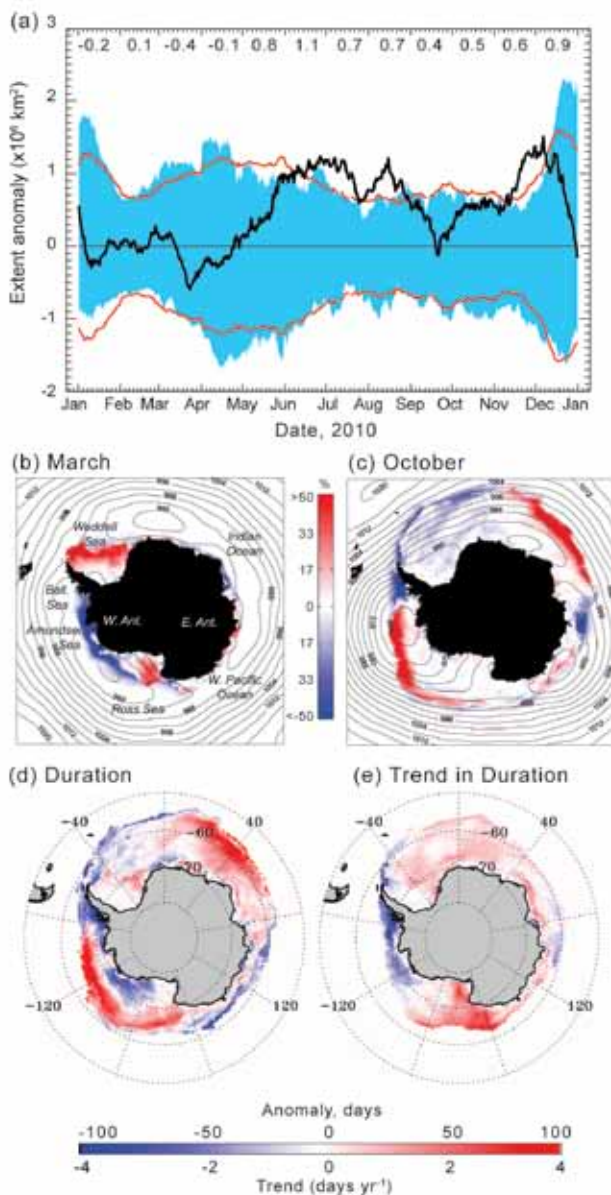 (a)
3
-0.2 0.1 -0.4 -0.1 0.8 1.1 0.7 0.7 0.4 0.5 0.6 0.9
2
1
0
-1
-2
Extent anomaly (x10⁶ km²)
Jan Feb Mar Apr May Jun Jul Aug Sep Oct Nov Dec Jan
Date, 2010
(b) March
(c) October
Weddell Sea
Indian Ocean
Bell. Sea
Amundsen Sea
W. Ant.
E. Ant.
W. Pacific Ocean
Ross Sea
%
>50
33
17
0
17
33
<-50
(d) Duration
(e) Trend in Duration
-40
40
-60
-70
-120
120
-40
40
-60
-70
-120
120
Anomaly, days
-100 -50 0 50 100
-4 -2 0 2 4
Trend (days yr⁻¹)